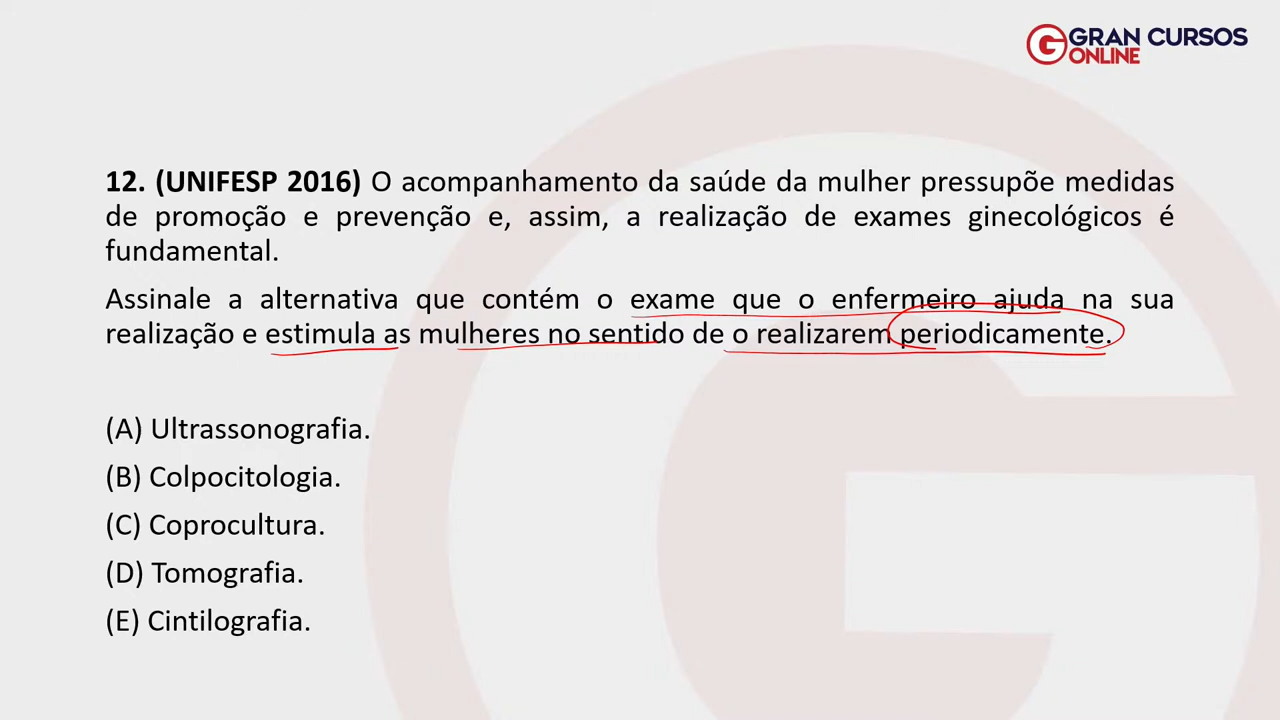 GRAN CURSOS
ONLINE
12. (UNIFESP 2016) O acompanhamento da saúde da mulher pressupõe medidas
de promoção e prevenção e, assim, a realização de exames ginecológicos é
fundamental.
Assinale a alternativa que contém o exame que o enfermeiro ajuda na sua
realização e estimula as mulheres no sentido de o realizarem periodicamente.
(A) Ultrassonografia.
(B) Colpocitologia.
(C) Coprocultura.
(D) Tomografia.
(E) Cintilografia.